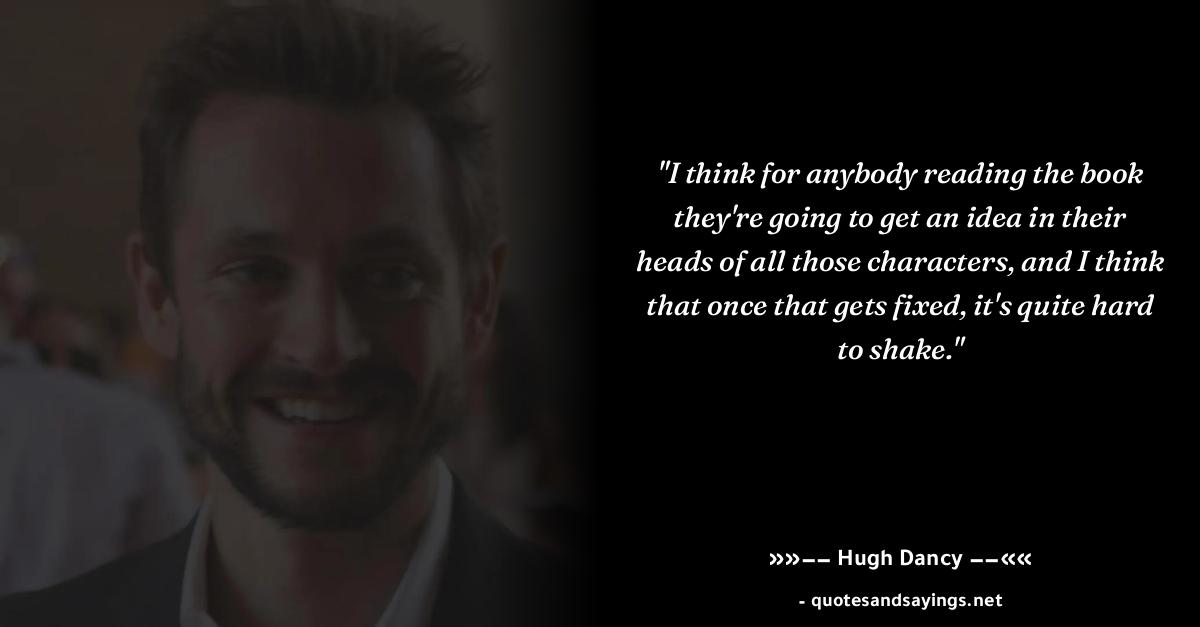 "I think for anybody reading the book
they're going to get an idea in their
heads of all those characters, and I think
that once that gets fixed, it's quite hard
to shake."
»»–– Hugh Dancy ––««
- quotesandsayings.net